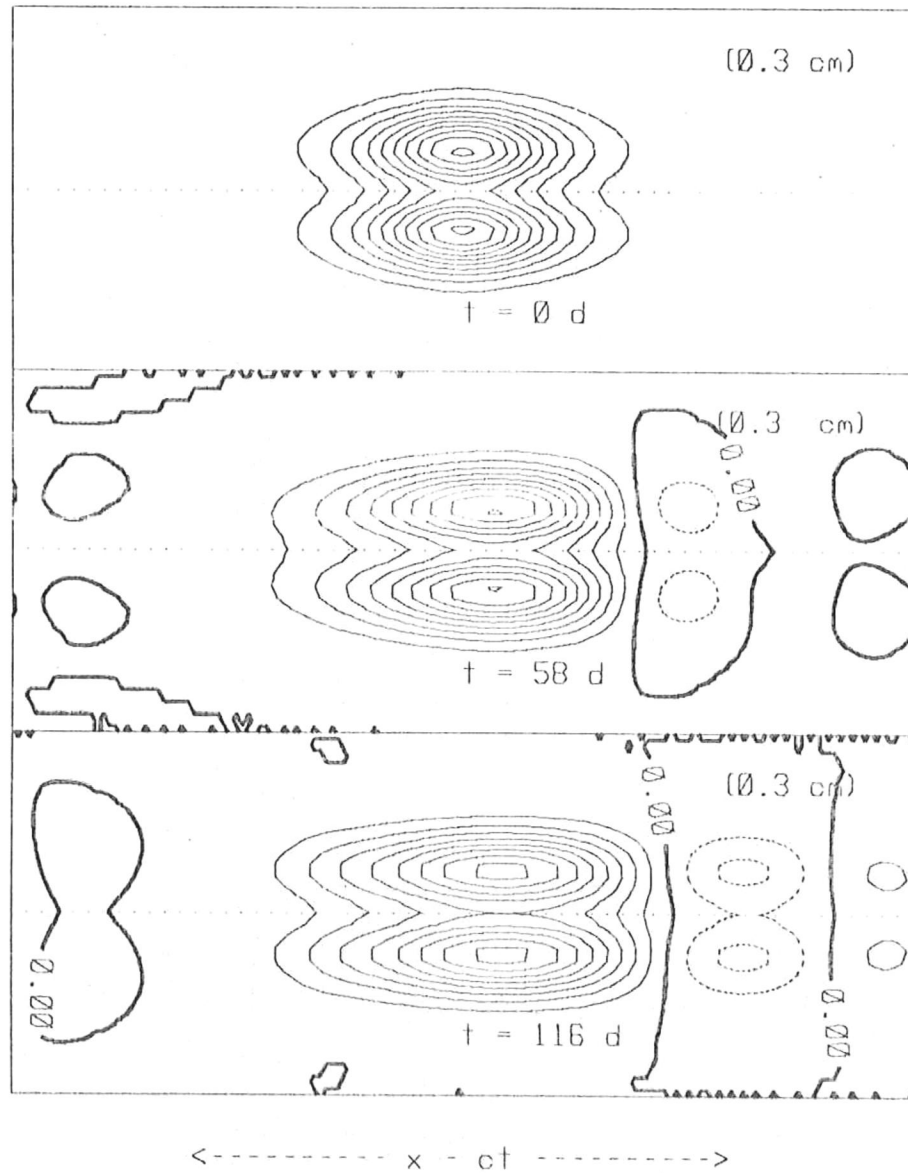 (0.3 cm)
t = 0 d
(0.3 cm)
0.00
t = 58 d
0.00
(0.3 cm)
0.00
0.00
t = 116 d
<---------- x - ct ---------->